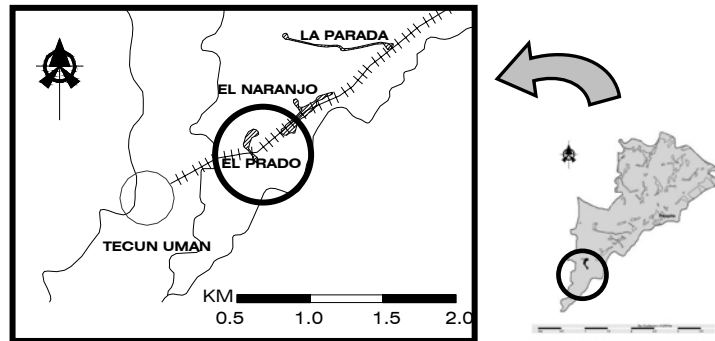 LA PARADA
EL NARANJO
EL PRADO
TECUN UMAN
KM
0.5 1.0 1.5 2.0